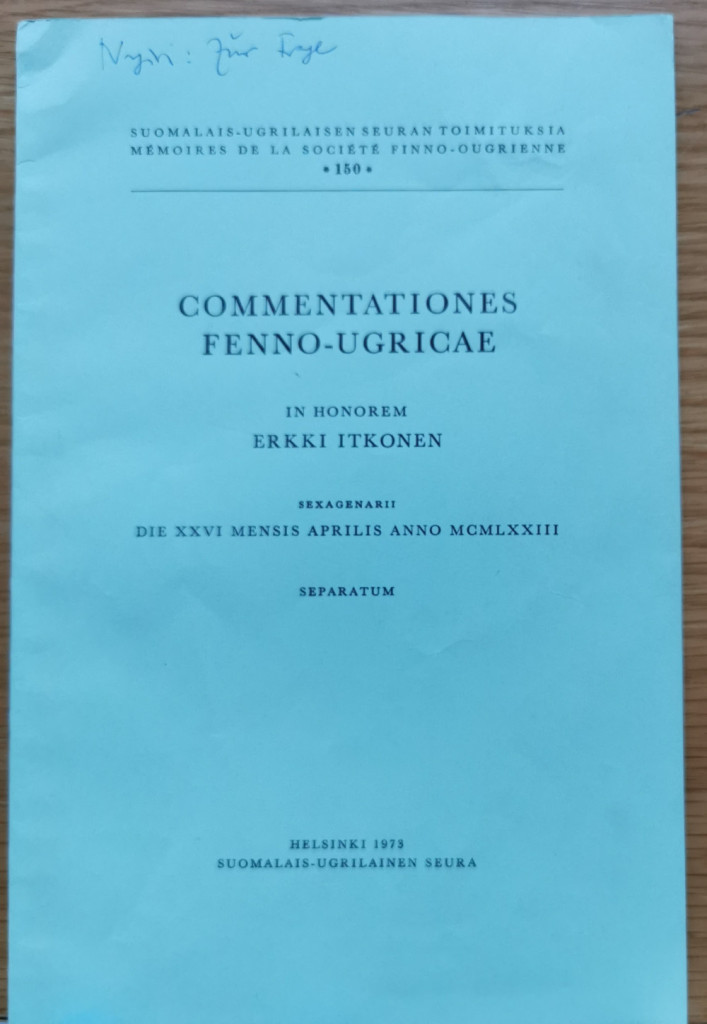 : Zur Frage
SUOMALAIS-UGRILAISEN SEURAN TOIMITUKSIA
MÉMOIRES DE LA SOCIÉTÉ FINNO-OUGRIENNE
* 150 *
COMMENTATIONES
FENNO-UGRICAE
IN HONOREM
ERKKI ITKONEN
SEXAGENARII
DIE XXVI MENSIS APRILIS ANNO MCMLXXIII
SEPARATUM
HELSINKI 1973
SUOMALAIS-UGRILAINEN SEURA